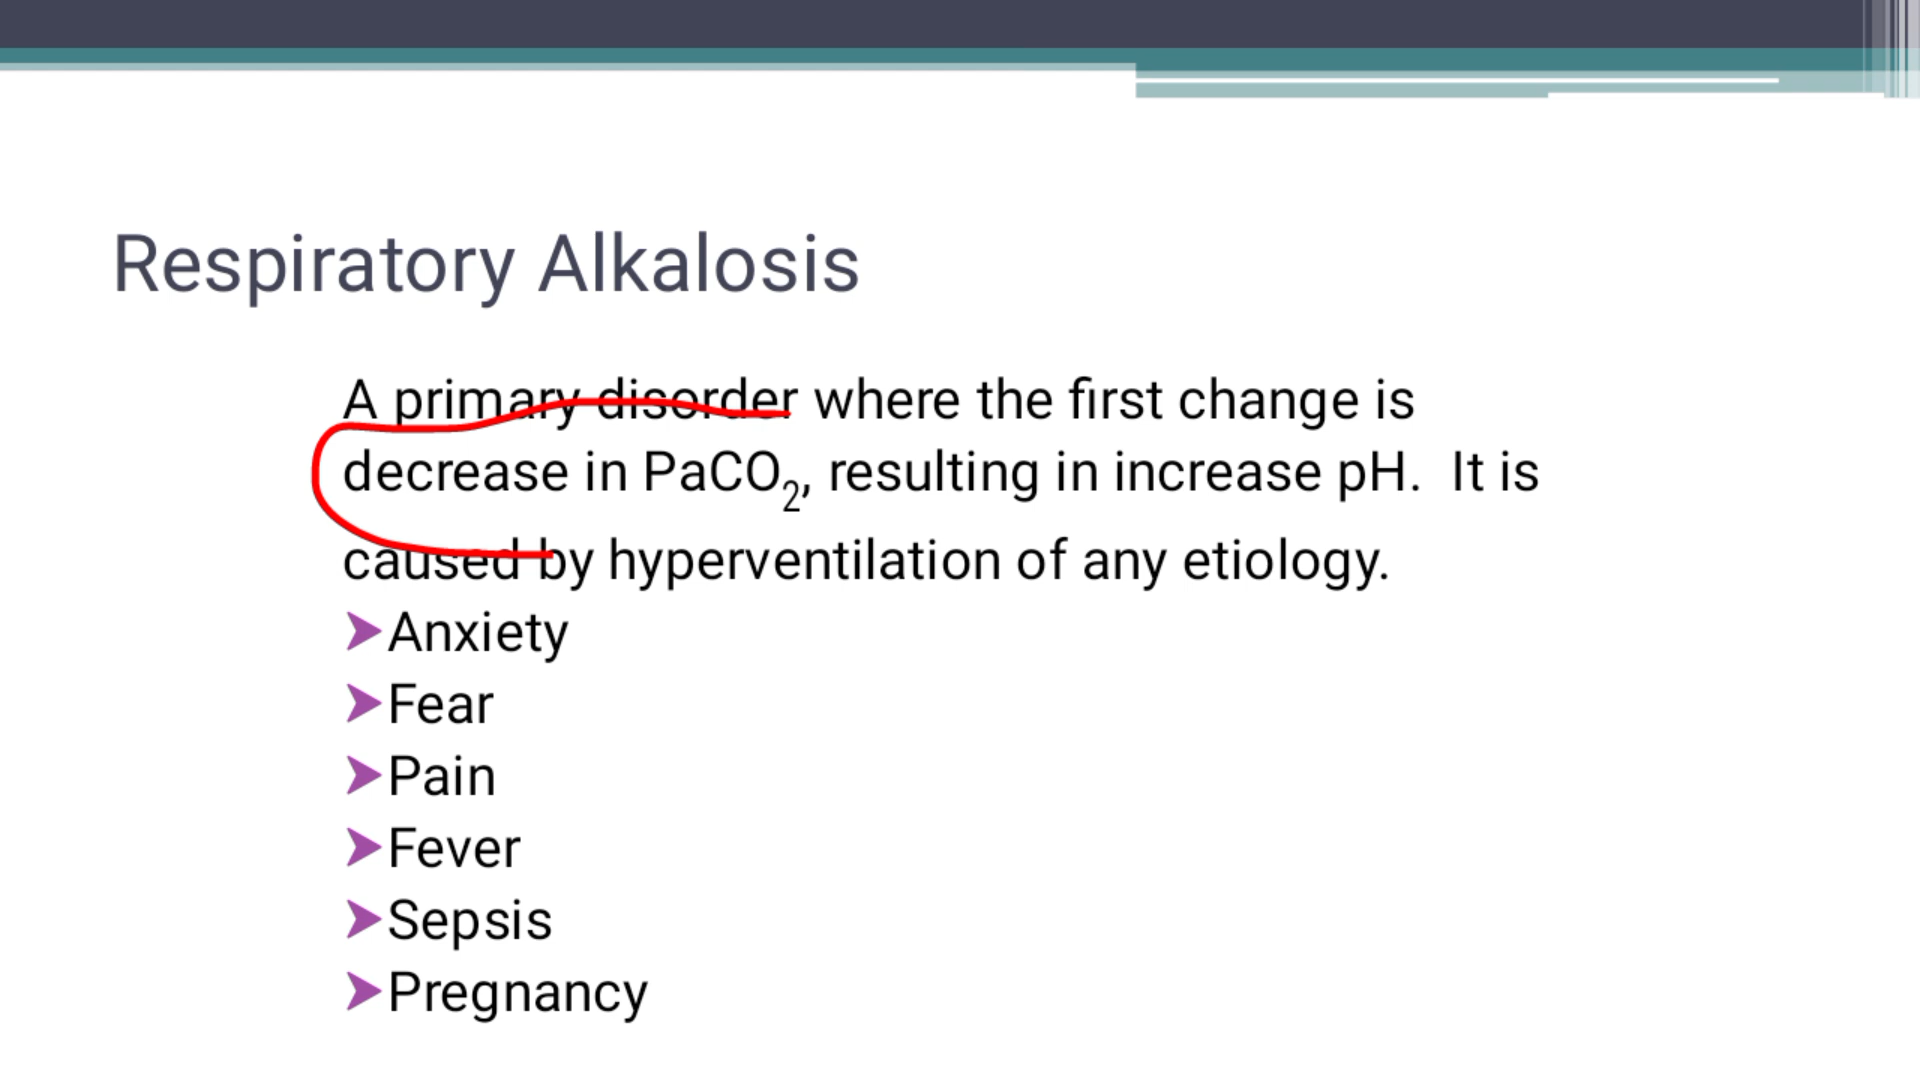 Respiratory Alkalosis
A primary disorder where the first change is
decrease in PaCO₂, resulting in increase pH.  It is
caused by hyperventilation of any etiology.
➤Anxiety
➤Fear
➤Pain
➤Fever
➤Sepsis
➤Pregnancy